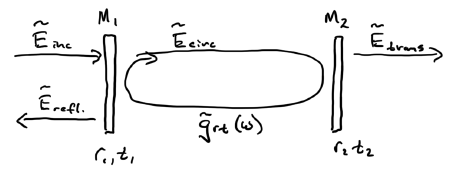 M₁ M₂
Ẽinc Ẽcirc Ẽtrans
Ẽrefl.
g̃rt(ω)
r₁, t₁ r₂ t₂